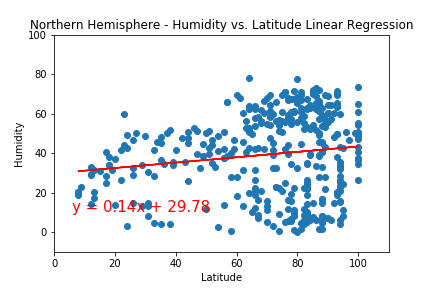 Northern Hemisphere - Humidity vs. Latitude Linear Regression
100
80
60
40
20
0
Humidity
y = 0.14x + 29.78
0 20 40 60 80 100
Latitude